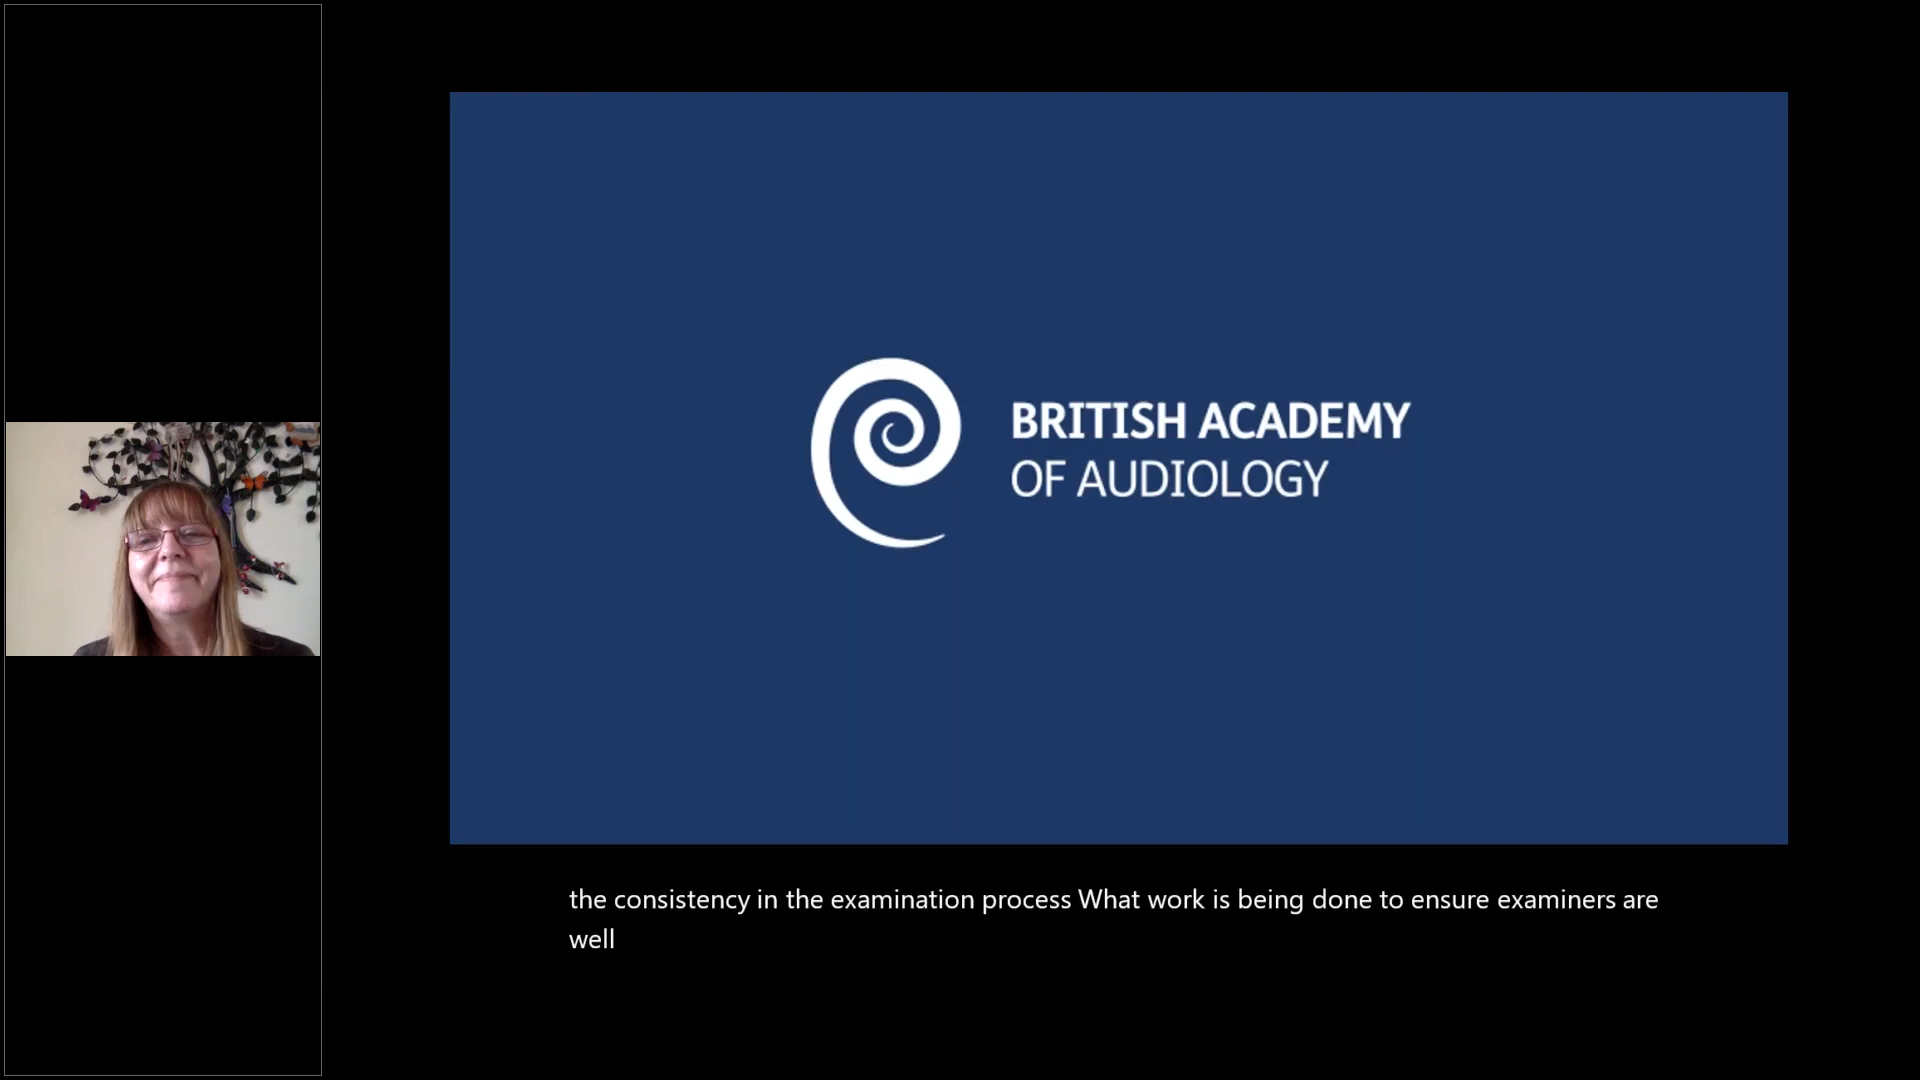 BRITISH ACADEMY
OF AUDIOLOGY
the consistency in the examination process What work is being done to ensure examiners are
well